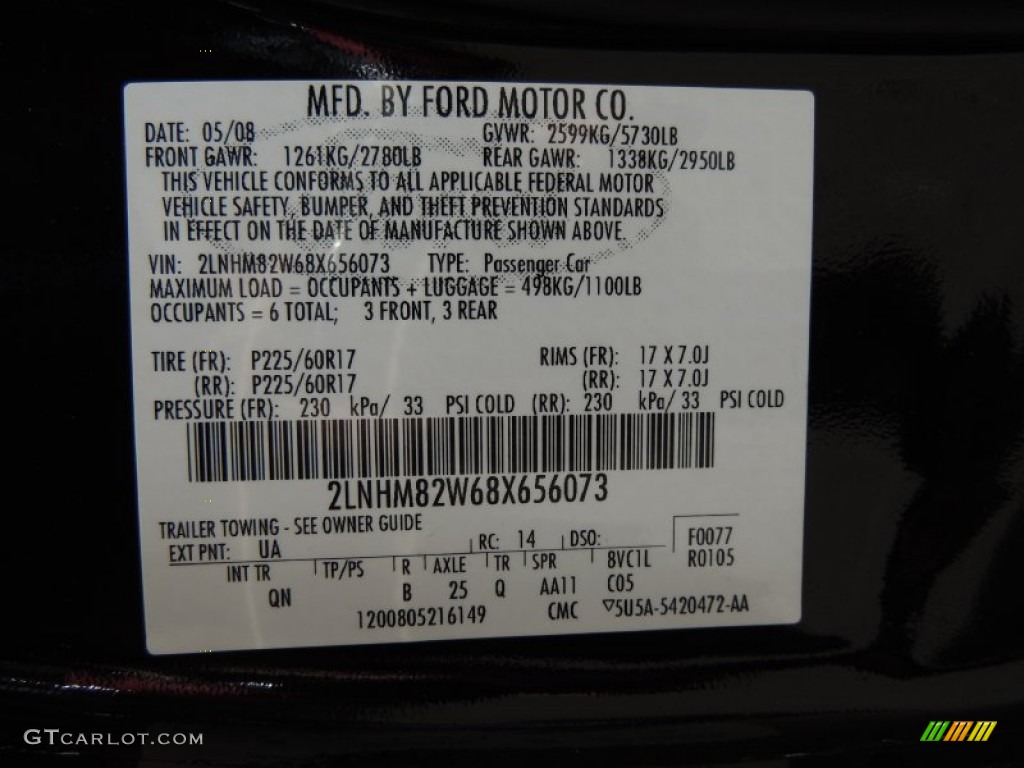 MFD. BY FORD MOTOR CO.
DATE: 05/08 GVWR: 2599KG/5730LB
FRONT GAWR: 1261KG/2780LB REAR GAWR: 1338KG/2950LB
THIS VEHICLE CONFORMS TO ALL APPLICABLE FEDERAL MOTOR
VEHICLE SAFETY, BUMPER, AND THEFT PREVENTION STANDARDS
IN EFFECT ON THE DATE OF MANUFACTURE SHOWN ABOVE.
VIN: 2LNHM82W68X656073 TYPE: Passenger Car
MAXIMUM LOAD = OCCUPANTS + LUGGAGE = 498KG/1100LB
OCCUPANTS = 6 TOTAL; 3 FRONT, 3 REAR
TIRE (FR): P225/60R17 RIMS (FR): 17 X 7.0J
(RR): P225/60R17 (RR): 17 X 7.0J
PRESSURE (FR): 230 kPa/ 33 PSI COLD (RR): 230 kPa/ 33 PSI COLD
2LNHM82W68X656073
TRAILER TOWING - SEE OWNER GUIDE
EXT PNT: UA RC: 14 DSO: F0077
INT TR TP/PS R AXLE TR SPR 8VC1L R0105
QN B 25 Q AA11 C05
1200805216149 CMC ▽5U5A-5420472-AA
GTCARLOT.COM